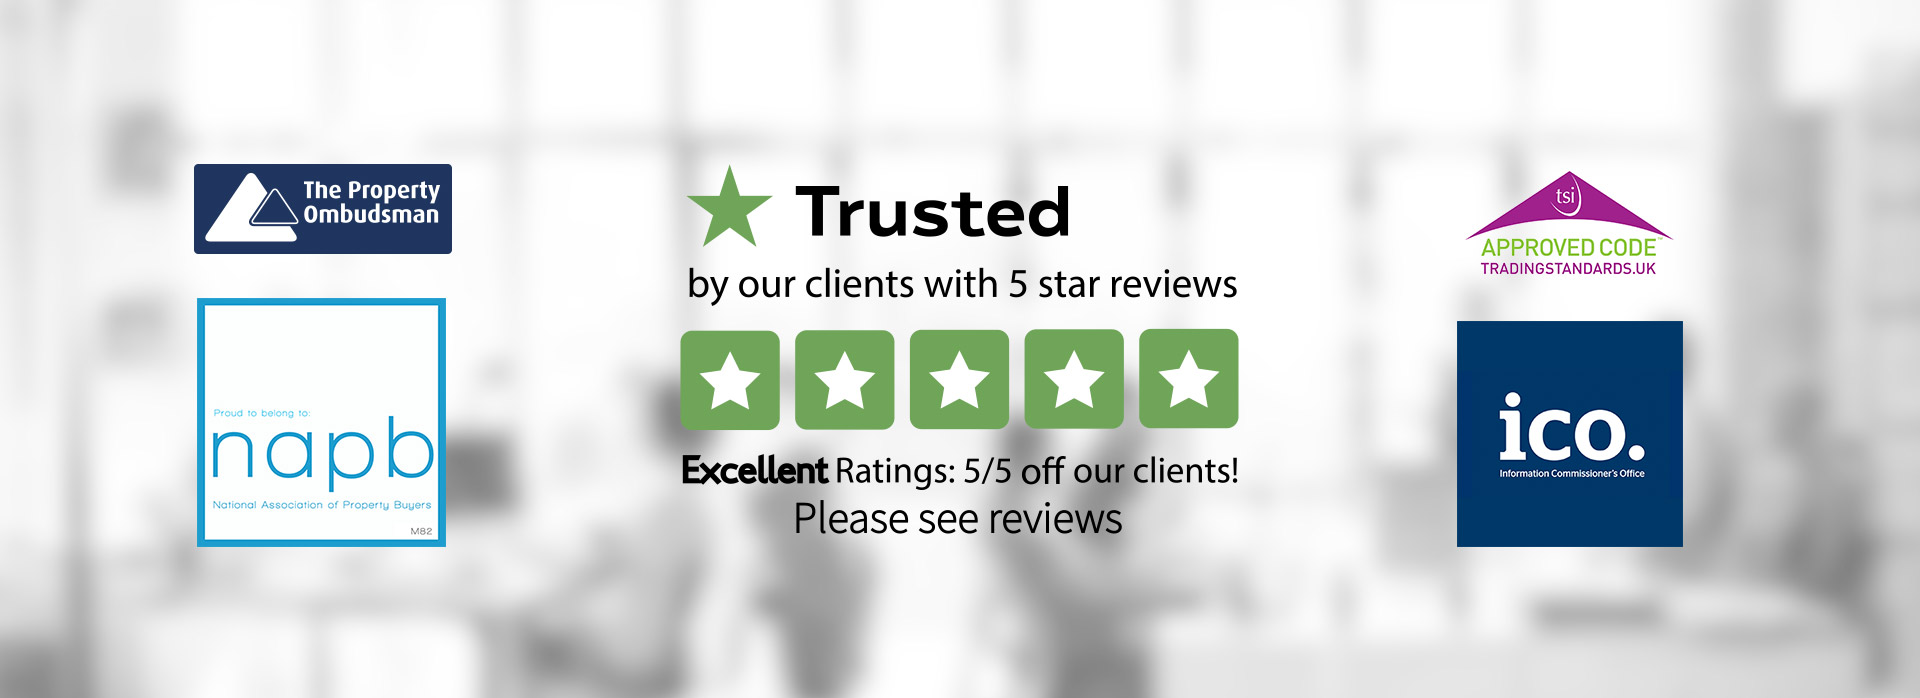 The Property
Ombudsman
Proud to belong to:
napb
National Association of Property Buyers
M82
Trusted
by our clients with 5 star reviews
Excellent Ratings: 5/5 off our clients!
Please see reviews
tsi
APPROVED CODE™
TRADINGSTANDARDS.UK
ico.
Information Commissioner's Office